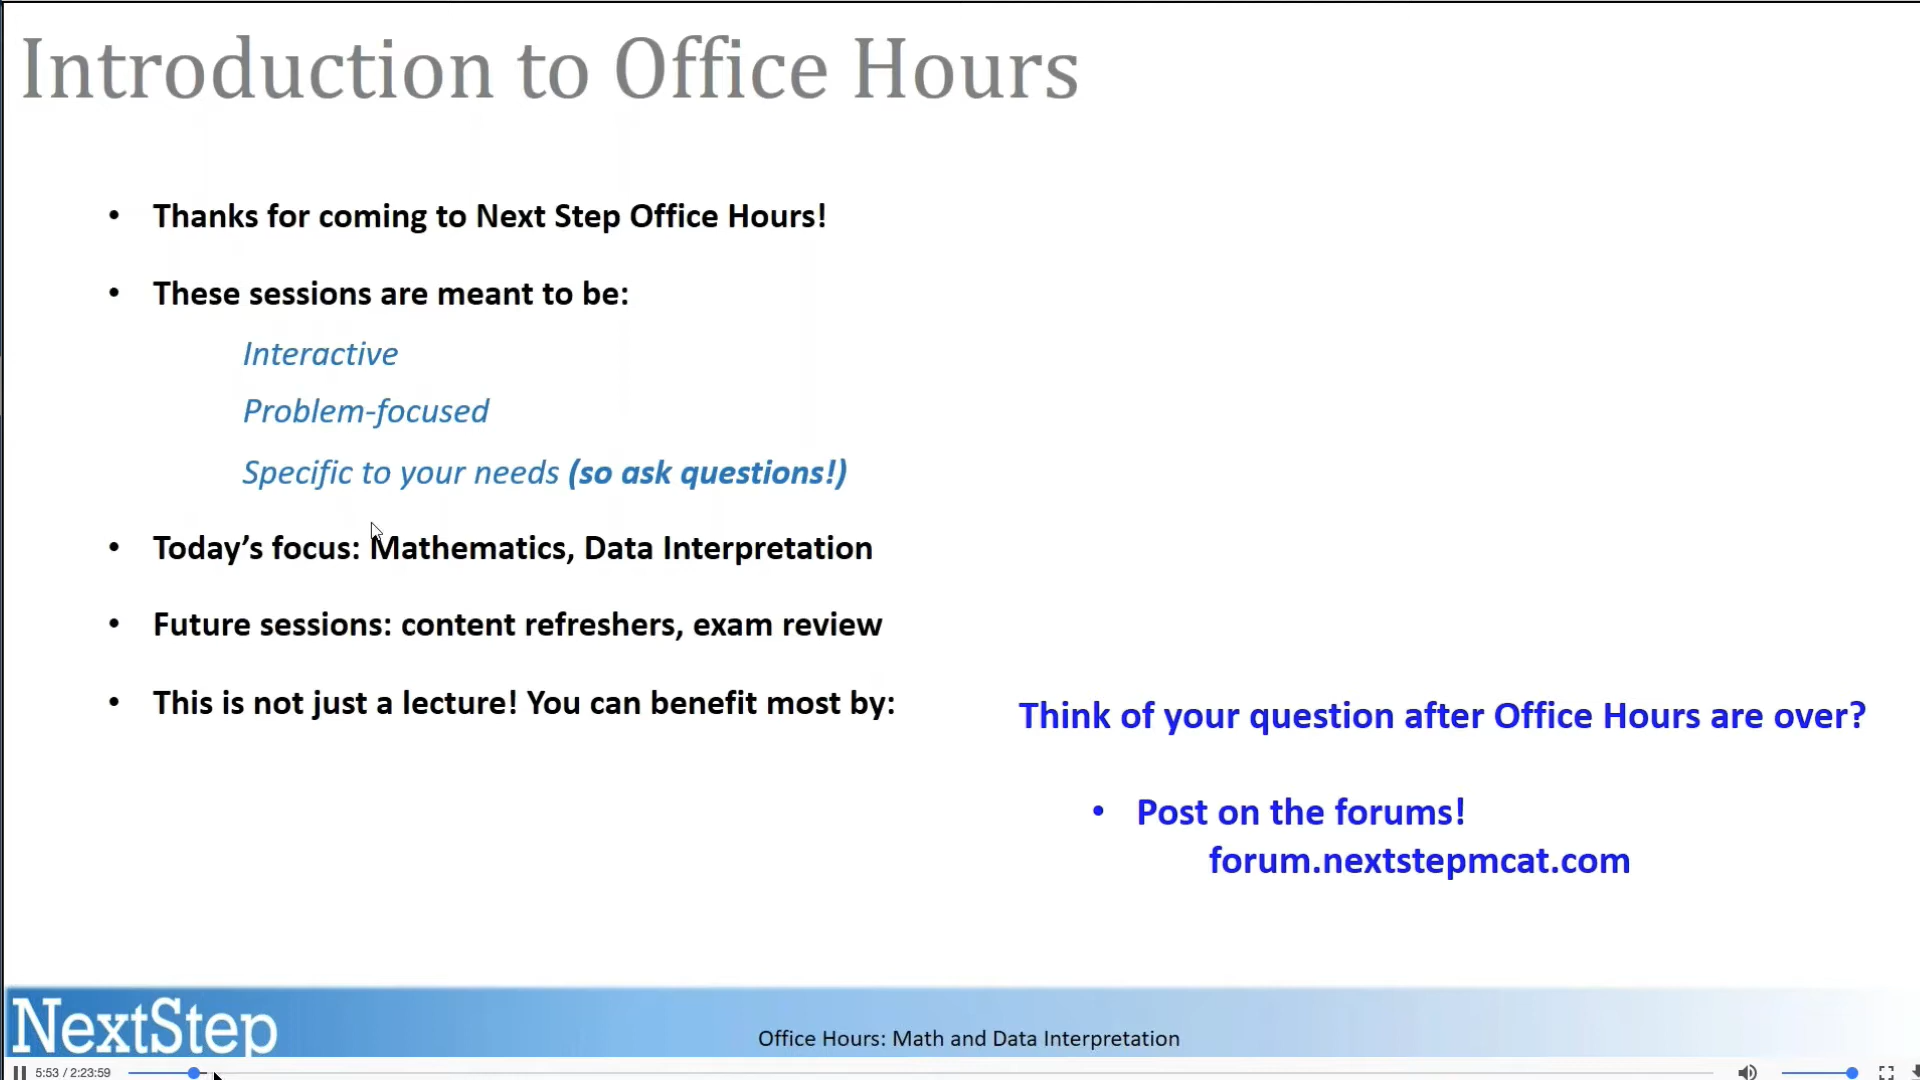 Introduction to Office Hours
• Thanks for coming to Next Step Office Hours!
• These sessions are meant to be:
Interactive
Problem-focused
Specific to your needs (so ask questions!)
• Today’s focus: Mathematics, Data Interpretation
• Future sessions: content refreshers, exam review
• This is not just a lecture! You can benefit most by:
Think of your question after Office Hours are over?
• Post on the forums!
forum.nextstepmcat.com
NextStep
Office Hours: Math and Data Interpretation
5:53 / 2:23:59